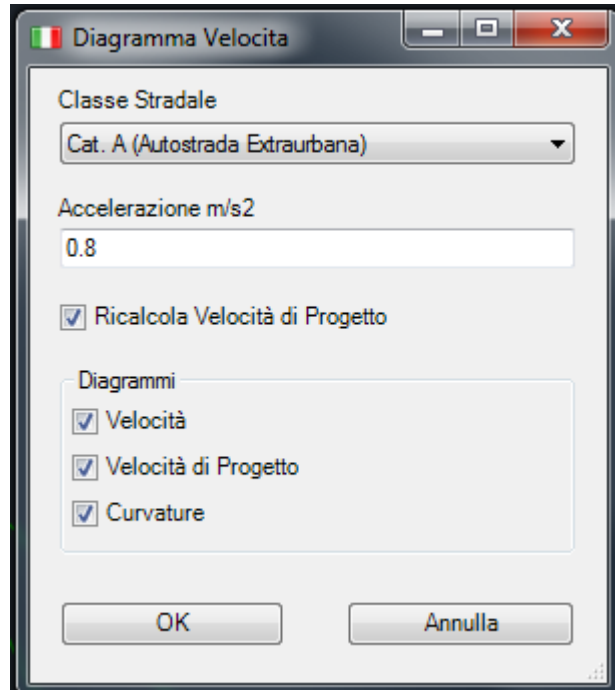 Diagramma Velocita
Classe Stradale
Cat. A (Autostrada Extraurbana)
Accelerazione m/s2
0.8
Ricalcola Velocità di Progetto
Diagrammi
Velocità
Velocità di Progetto
Curvature
OK Annulla